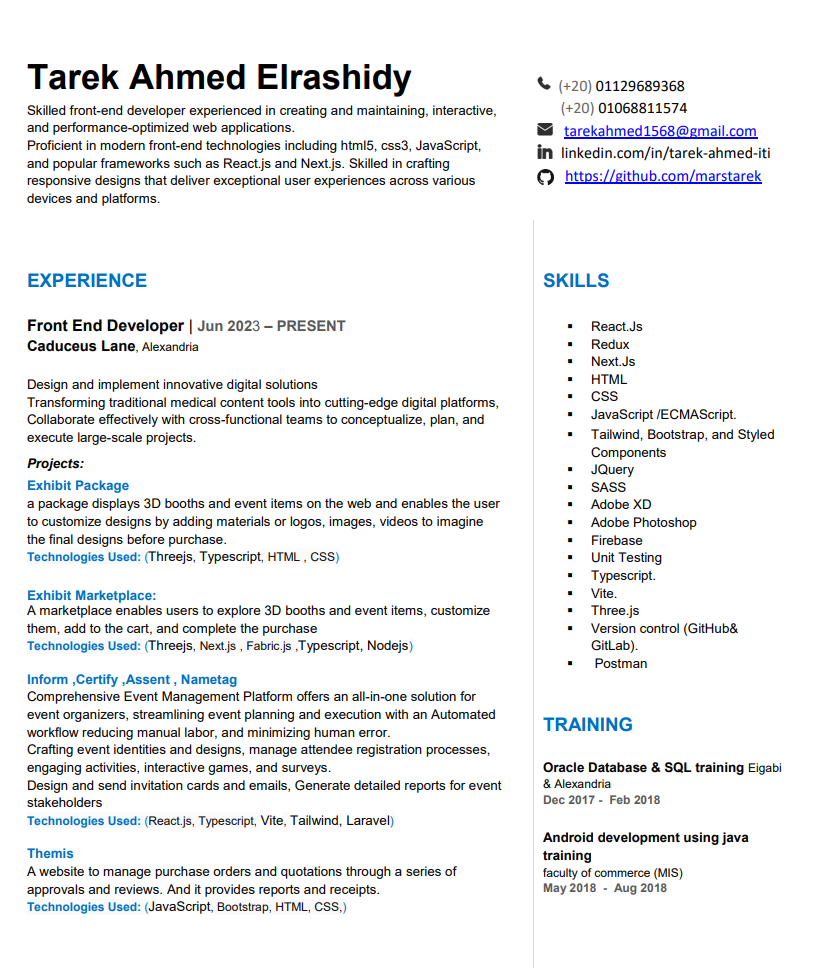 Tarek Ahmed Elrashidy
Skilled front-end developer experienced in creating and maintaining, interactive,
and performance-optimized web applications.
Proficient in modern front-end technologies including html5, css3, JavaScript,
and popular frameworks such as React.js and Next.js. Skilled in crafting
responsive designs that deliver exceptional user experiences across various
devices and platforms.
(+20) 01129689368
(+20) 01068811574
tarekahmed1568@gmail.com
linkedin.com/in/tarek-ahmed-iti
https://github.com/marstarek
EXPERIENCE
Front End Developer | Jun 2023 – PRESENT
Caduceus Lane, Alexandria
Design and implement innovative digital solutions
Transforming traditional medical content tools into cutting-edge digital platforms,
Collaborate effectively with cross-functional teams to conceptualize, plan, and
execute large-scale projects.
Projects:
Exhibit Package
a package displays 3D booths and event items on the web and enables the user
to customize designs by adding materials or logos, images, videos to imagine
the final designs before purchase.
Technologies Used: (Threejs, Typescript, HTML , CSS)
Exhibit Marketplace:
A marketplace enables users to explore 3D booths and event items, customize
them, add to the cart, and complete the purchase
Technologies Used: (Threejs, Next.js , Fabric.js ,Typescript, Nodejs)
Inform ,Certify ,Assent , Nametag
Comprehensive Event Management Platform offers an all-in-one solution for
event organizers, streamlining event planning and execution with an Automated
workflow reducing manual labor, and minimizing human error.
Crafting event identities and designs, manage attendee registration processes,
engaging activities, interactive games, and surveys.
Design and send invitation cards and emails, Generate detailed reports for event
stakeholders
Technologies Used: (React.js, Typescript, Vite, Tailwind, Laravel)
Themis
A website to manage purchase orders and quotations through a series of
approvals and reviews. And it provides reports and receipts.
Technologies Used: (JavaScript, Bootstrap, HTML, CSS,)
SKILLS
▪ React.Js
▪ Redux
▪ Next.Js
▪ HTML
▪ CSS
▪ JavaScript /ECMAScript.
▪ Tailwind, Bootstrap, and Styled
Components
▪ JQuery
▪ SASS
▪ Adobe XD
▪ Adobe Photoshop
▪ Firebase
▪ Unit Testing
▪ Typescript.
▪ Vite.
▪ Three.js
▪ Version control (GitHub&
GitLab).
▪ Postman
TRAINING
Oracle Database & SQL training Eigabi
& Alexandria
Dec 2017 - Feb 2018
Android development using java
training
faculty of commerce (MIS)
May 2018 - Aug 2018